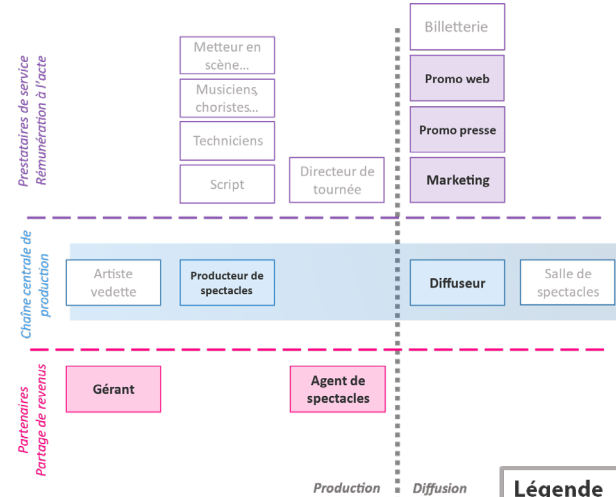 Prestataires de service
Rémunération à l'acte
Metteur en
scène...
Musiciens,
choristes...
Techniciens
Script
Directeur de
tournée
Billetterie
Promo web
Promo presse
Marketing
Chaîne centrale de
production
Artiste
vedette
Producteur de
spectacles
Diffuseur
Salle de
spectacles
Partenaires
Partage de revenus
Gérant
Agent de
spectacles
Production
Diffusion
Légende